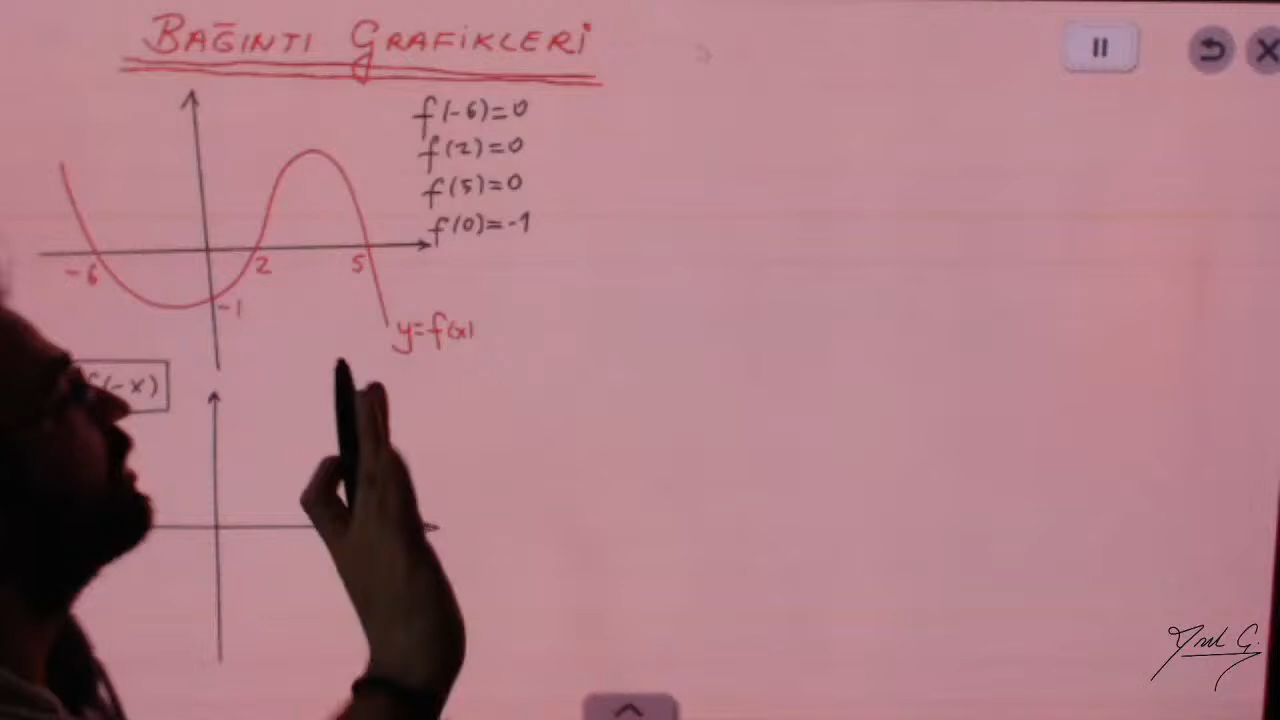 BAĞINTI GRAFİKLERİ
f(-6)=0
f(2)=0
f(5)=0
f(0)=-1
-6
2
5
-1
y=f(x)
f(-x)